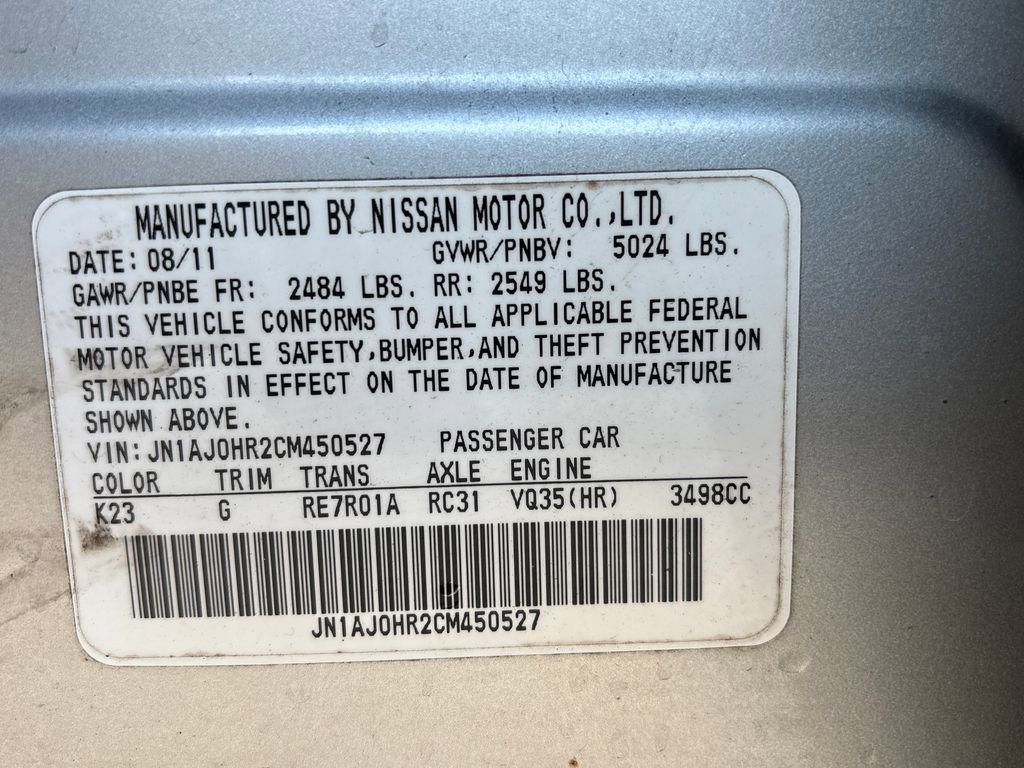 MANUFACTURED BY NISSAN MOTOR CO.,LTD.
DATE: 08/11 GVWR/PNBV: 5024 LBS.
GAWR/PNBE FR: 2484 LBS. RR: 2549 LBS.
THIS VEHICLE CONFORMS TO ALL APPLICABLE FEDERAL
MOTOR VEHICLE SAFETY,BUMPER,AND THEFT PREVENTION
STANDARDS IN EFFECT ON THE DATE OF MANUFACTURE
SHOWN ABOVE.
VIN: JN1AJ0HR2CM450527 PASSENGER CAR
COLOR TRIM TRANS AXLE ENGINE
K23 G RE7R01A RC31 VQ35(HR) 3498CC
JN1AJ0HR2CM450527